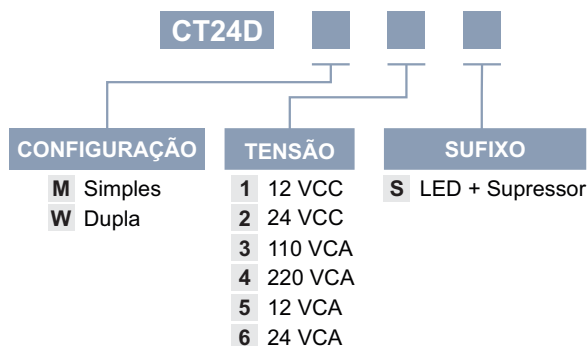 CT24D
CONFIGURAÇÃO
M Simples
W Dupla
TENSÃO
1 12 VCC
2 24 VCC
3 110 VCA
4 220 VCA
5 12 VCA
6 24 VCA
SUFIXO
S LED + Supressor